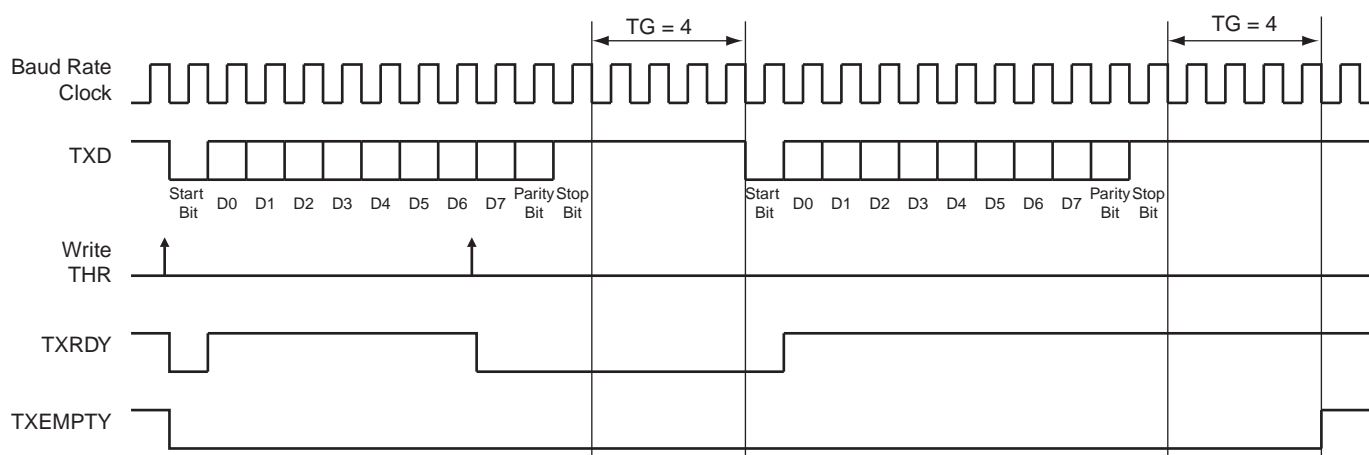 TG = 4
TG = 4
Baud Rate
Clock
TXD
Start
Bit
D0
D1
D2
D3
D4
D5
D6
D7
Parity
Bit
Stop
Bit
Start
Bit
D0
D1
D2
D3
D4
D5
D6
D7
Parity
Bit
Stop
Bit
Write
THR
TXRDY
TXEMPTY